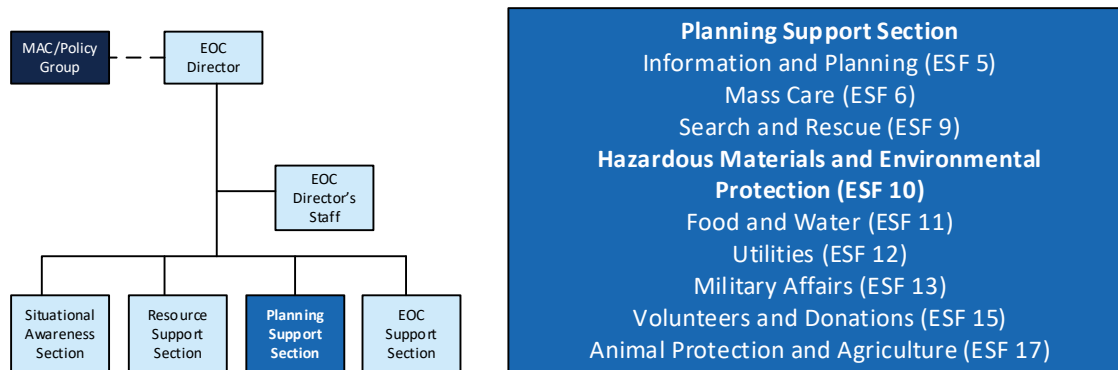 MAC/Policy
Group
EOC
Director
EOC
Director’s
Staff
Situational
Awareness
Section
Resource
Support
Section
Planning
Support
Section
EOC
Support
Section
Planning Support Section
Information and Planning (ESF 5)
Mass Care (ESF 6)
Search and Rescue (ESF 9)
Hazardous Materials and Environmental
Protection (ESF 10)
Food and Water (ESF 11)
Utilities (ESF 12)
Military Affairs (ESF 13)
Volunteers and Donations (ESF 15)
Animal Protection and Agriculture (ESF 17)